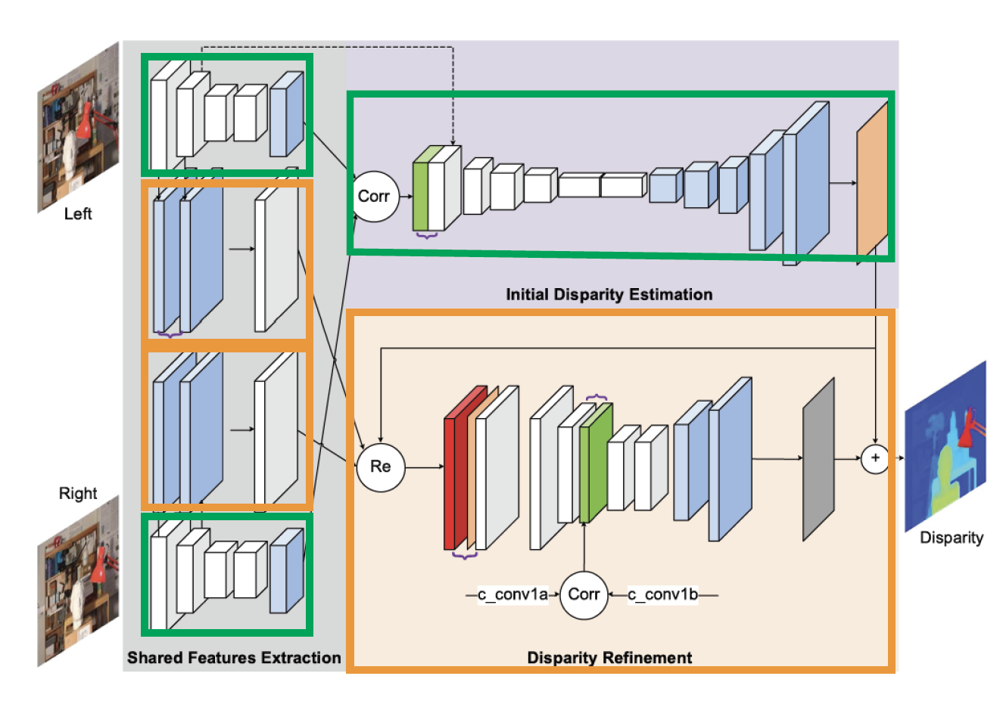 Left
Corr
Initial Disparity Estimation
Re
Right
+
Disparity
c_conv1a
Corr
c_conv1b
Shared Features Extraction
Disparity Refinement